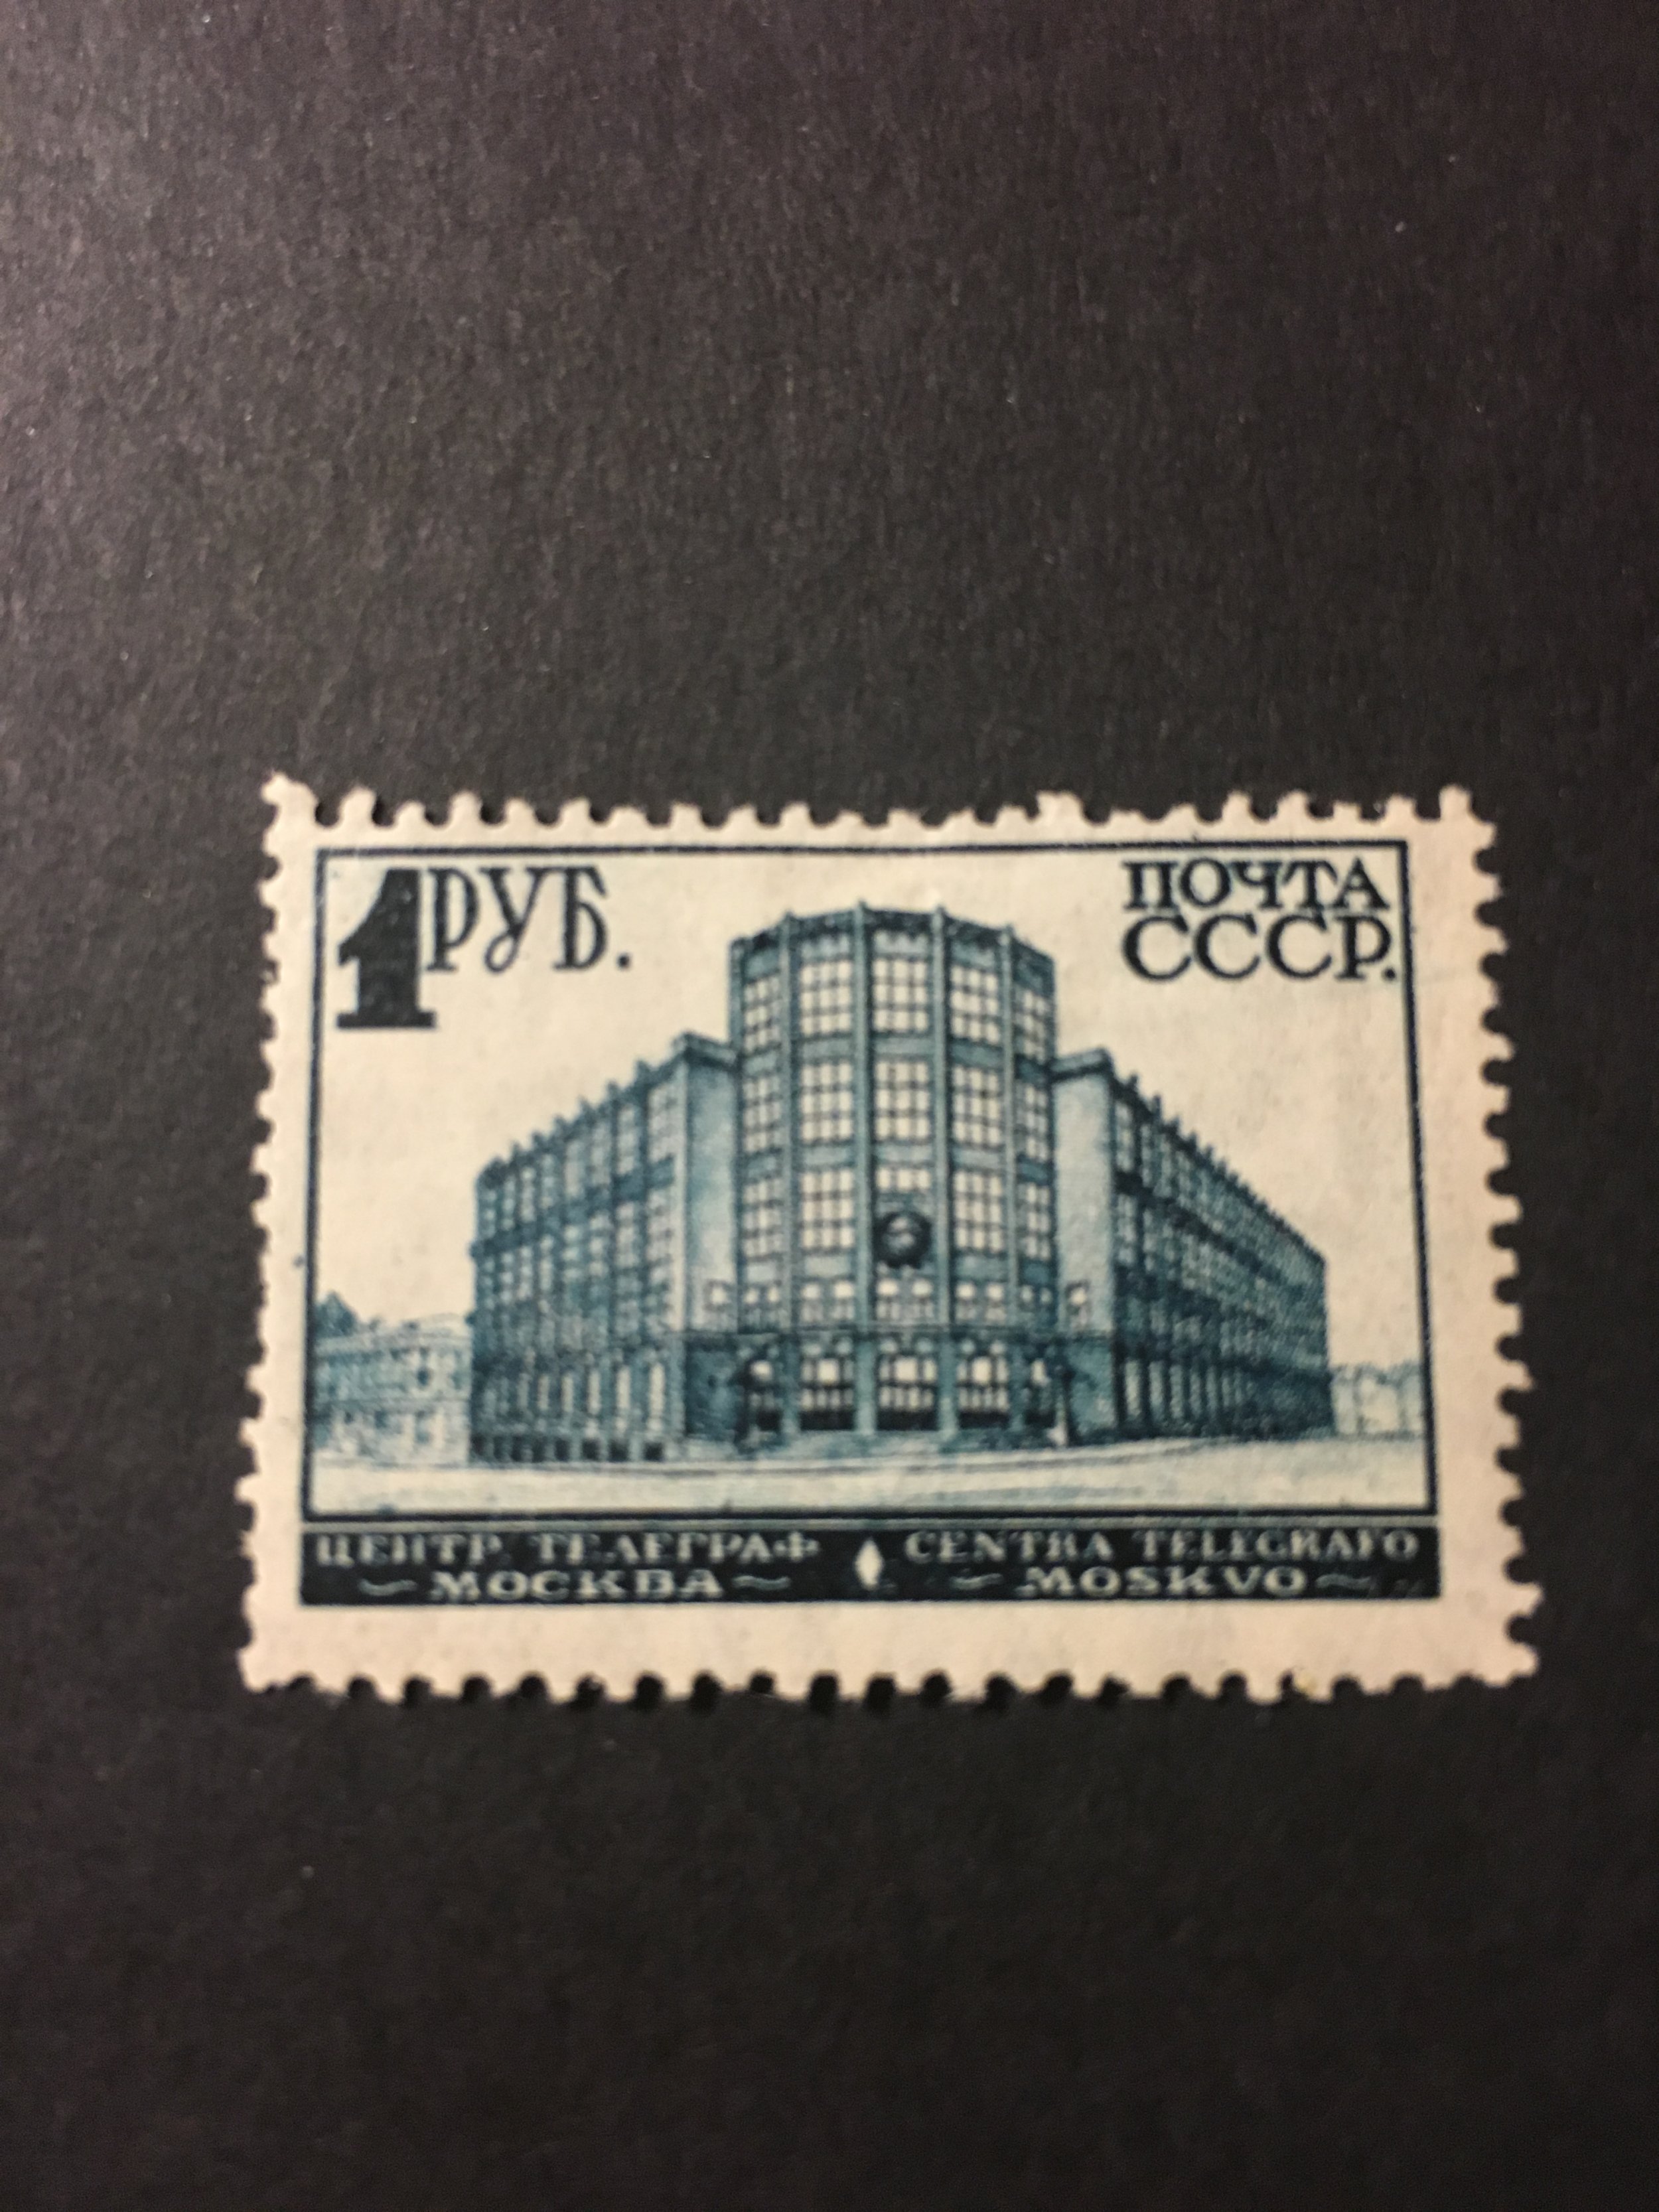 1 РУБ.
ПОЧТА
СССР.
ЦЕНТР. ТЕЛЕГРАФ
МОСКВА
CENTRA TELEGRAFO
MOSKVO